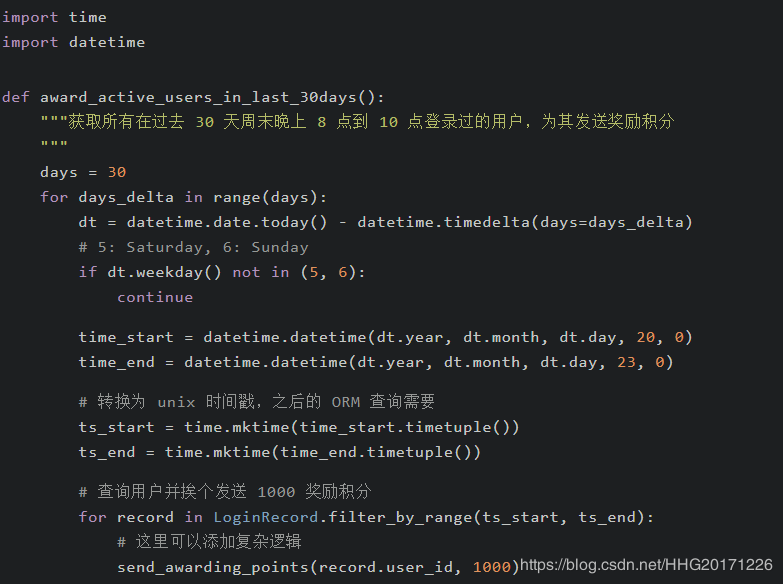 import time
import datetime
def award_active_users_in_last_30days():
"""获取所有在过去 30 天周末晚上 8 点到 10 点登录过的用户，为其发送奖励积分
"""
days = 30
for days_delta in range(days):
dt = datetime.date.today() - datetime.timedelta(days=days_delta)
# 5: Saturday, 6: Sunday
if dt.weekday() not in (5, 6):
continue
time_start = datetime.datetime(dt.year, dt.month, dt.day, 20, 0)
time_end = datetime.datetime(dt.year, dt.month, dt.day, 23, 0)
# 转换为 unix 时间戳，之后的 ORM 查询需要
ts_start = time.mktime(time_start.timetuple())
ts_end = time.mktime(time_end.timetuple())
# 查询用户并挨个发送 1000 奖励积分
for record in LoginRecord.filter_by_range(ts_start, ts_end):
# 这里可以添加复杂逻辑
send_awarding_points(record.user_id, 1000)
https://blog.csdn.net/HHG20171226